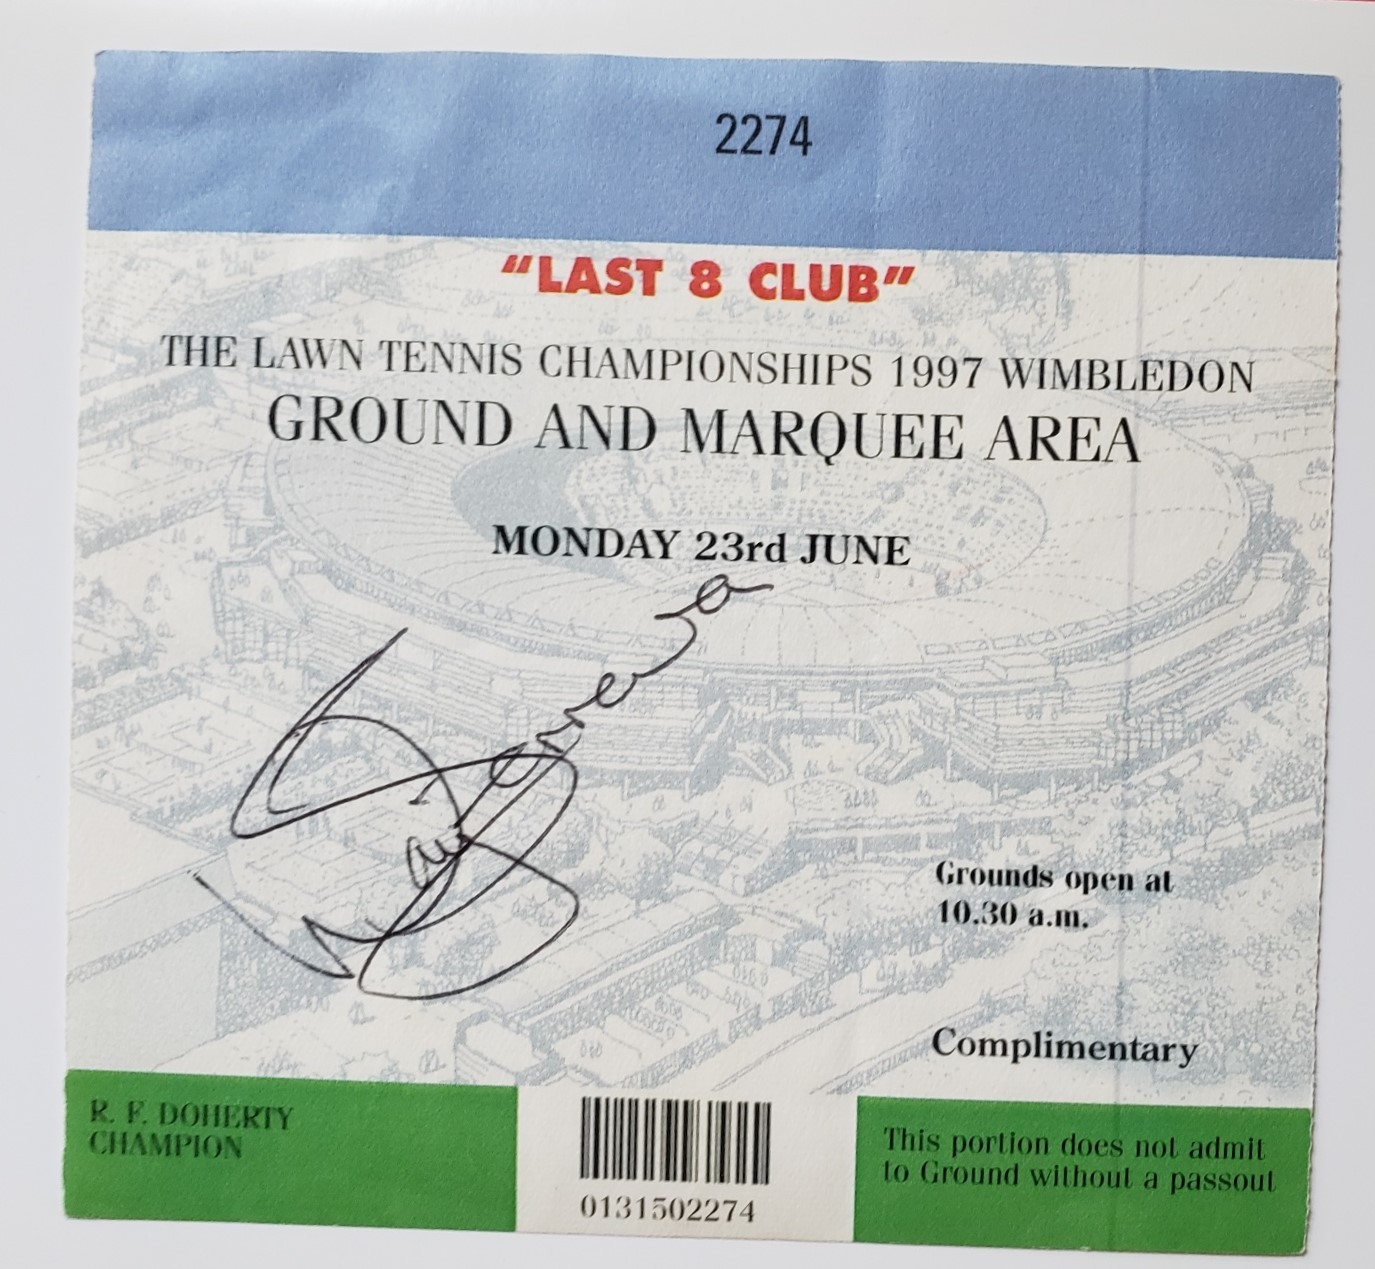 2274
"LAST 8 CLUB"
THE LAWN TENNIS CHAMPIONSHIPS 1997 WIMBLEDON
GROUND AND MARQUEE AREA
MONDAY 23rd JUNE
Grounds open at
10.30 a.m.
Complimentary
R. F. DOHERTY
CHAMPION
0131502274
This portion does not admit
to Ground without a passout